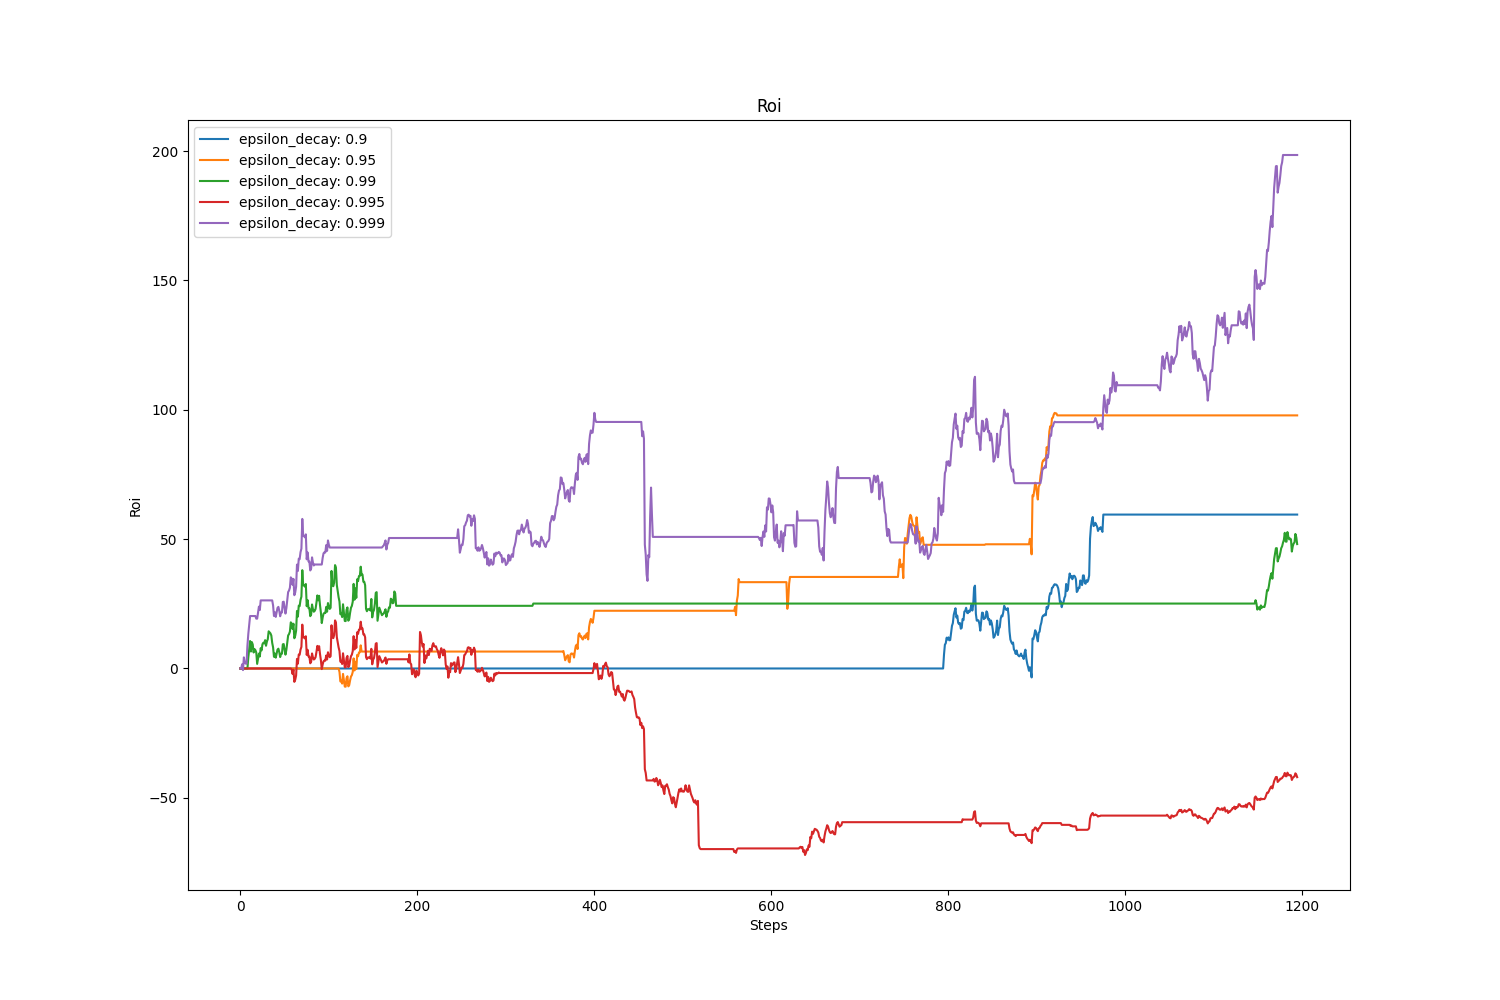 Roi
epsilon_decay: 0.9
epsilon_decay: 0.95
epsilon_decay: 0.99
epsilon_decay: 0.995
epsilon_decay: 0.999
200
150
100
50
0
−50
Roi
0 200 400 600 800 1000 1200
Steps